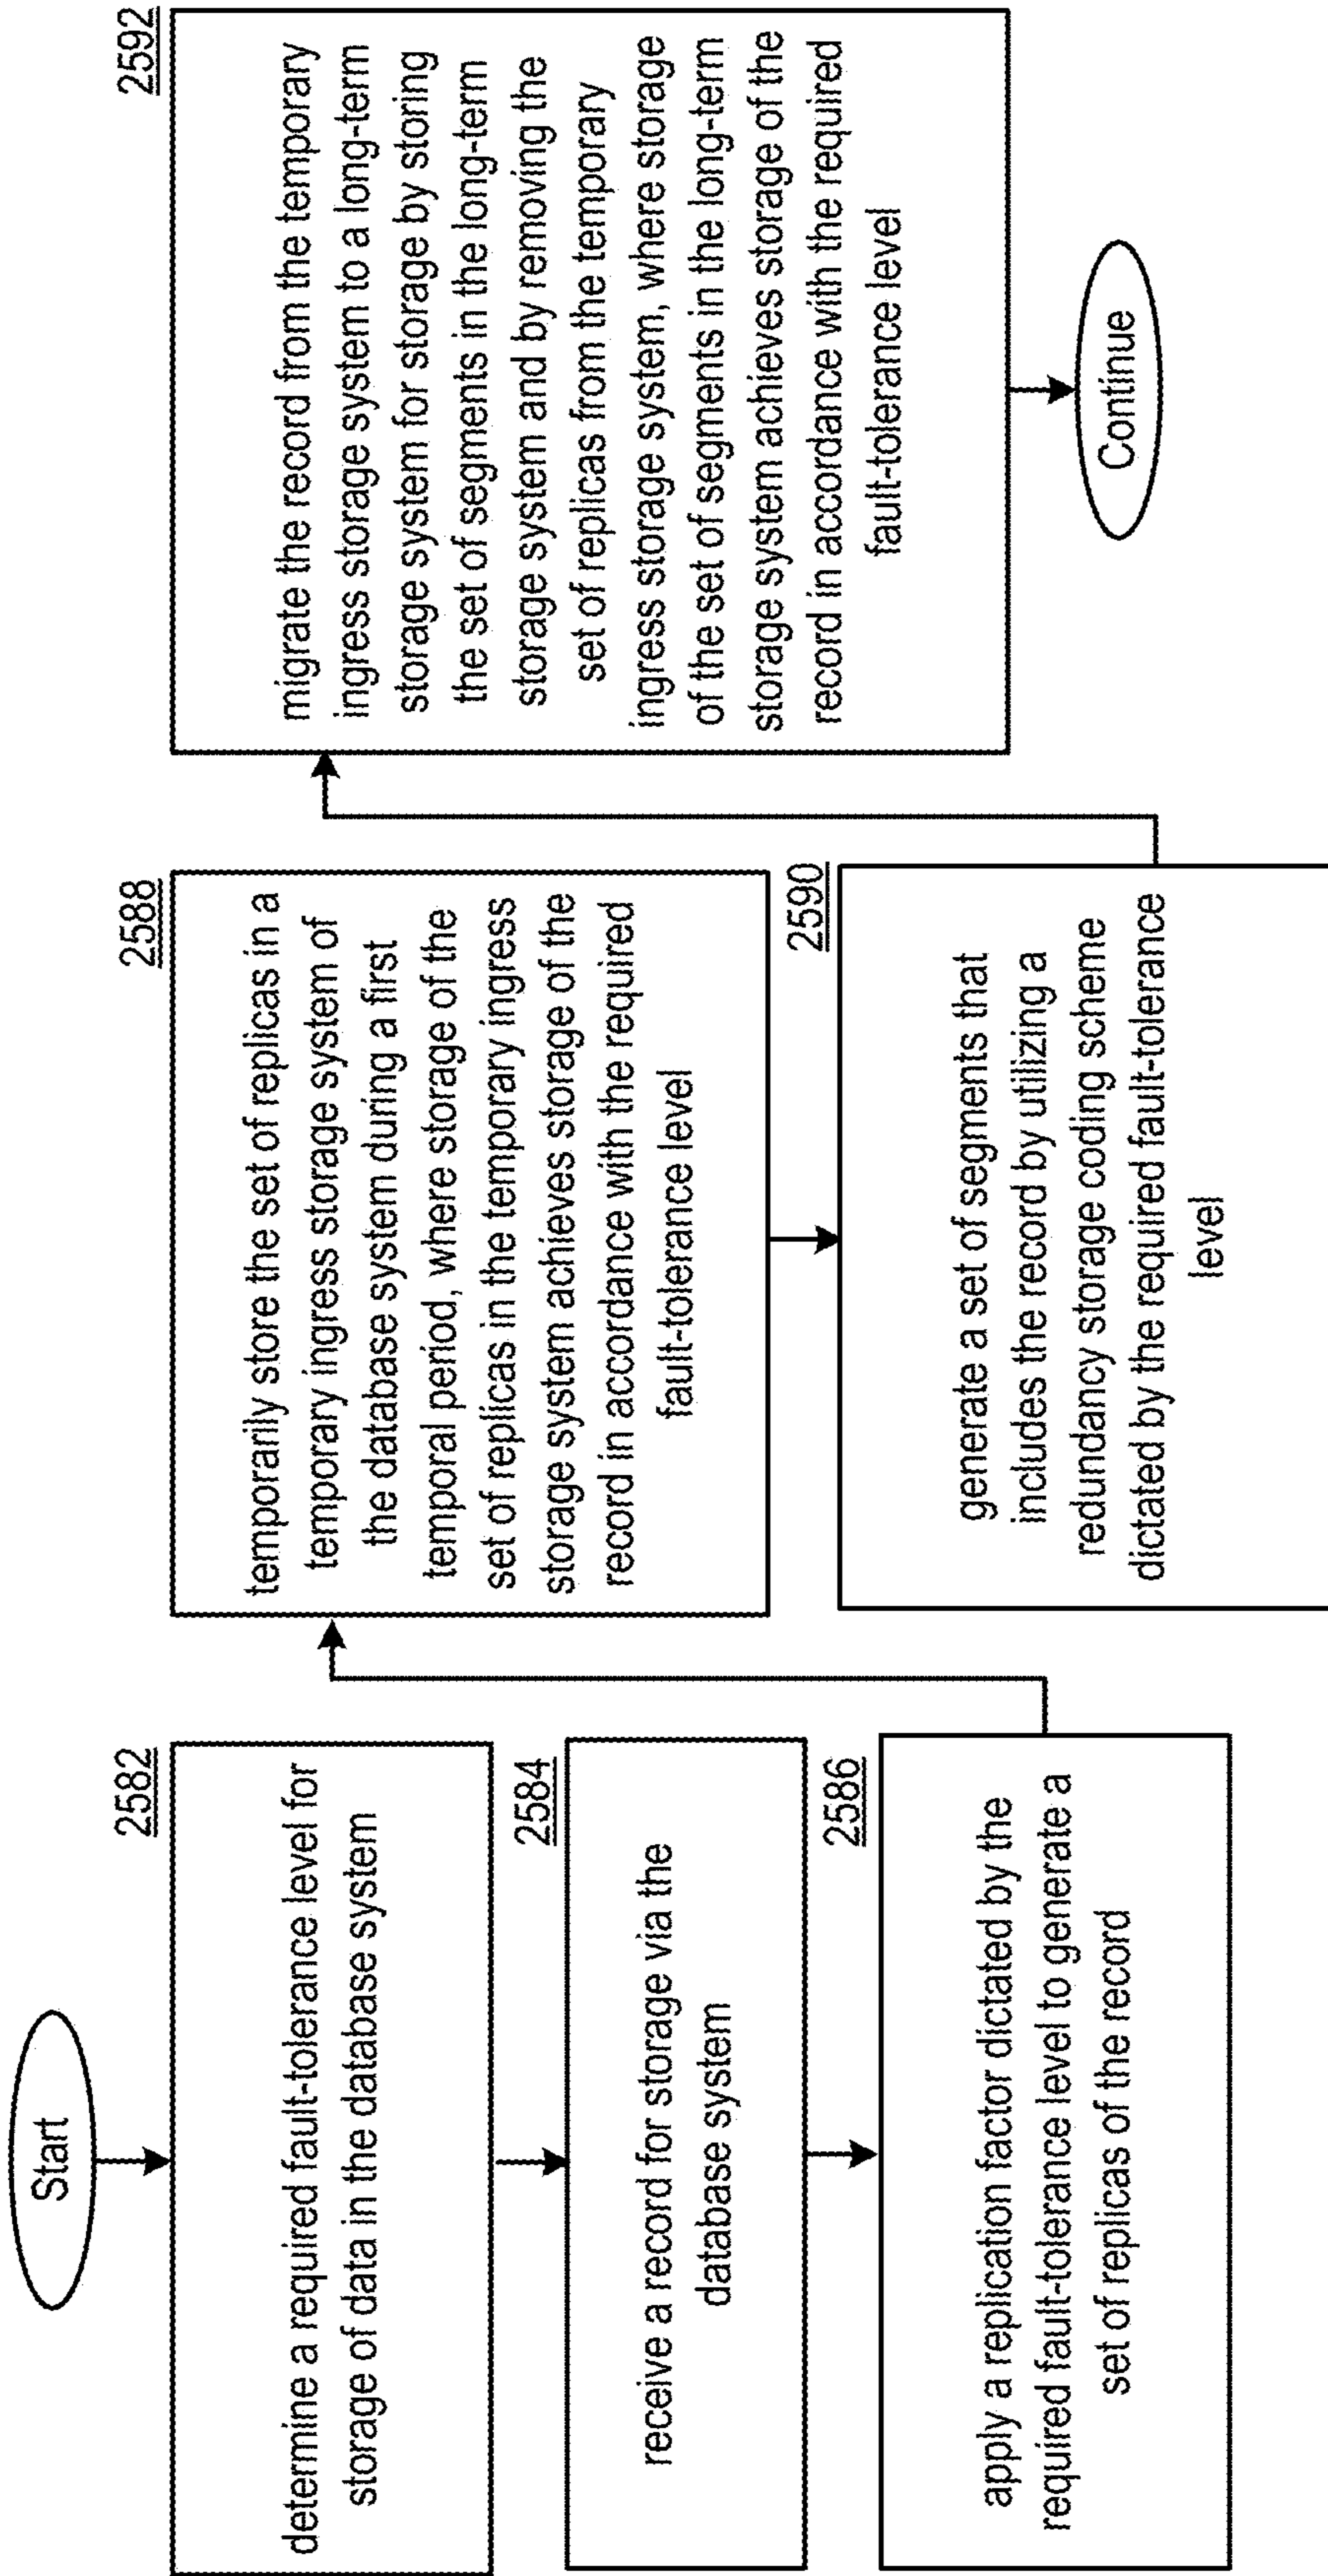 Start
2582
determine a required fault-tolerance level for
storage of data in the database system
2584
receive a record for storage via the
database system
2586
apply a replication factor dictated by the
required fault-tolerance level to generate a
set of replicas of the record
2588
temporarily store the set of replicas in a
temporary ingress storage system of
the database system during a first
temporal period, where storage of the
set of replicas in the temporary ingress
storage system achieves storage of the
record in accordance with the required
fault-tolerance level
2590
generate a set of segments that
includes the record by utilizing a
redundancy storage coding scheme
dictated by the required fault-tolerance
level
2592
migrate the record from the temporary
ingress storage system to a long-term
storage system for storage by storing
the set of segments in the long-term
storage system and by removing the
set of replicas from the temporary
ingress storage system, where storage
of the set of segments in the long-term
storage system achieves storage of the
record in accordance with the required
fault-tolerance level
Continue